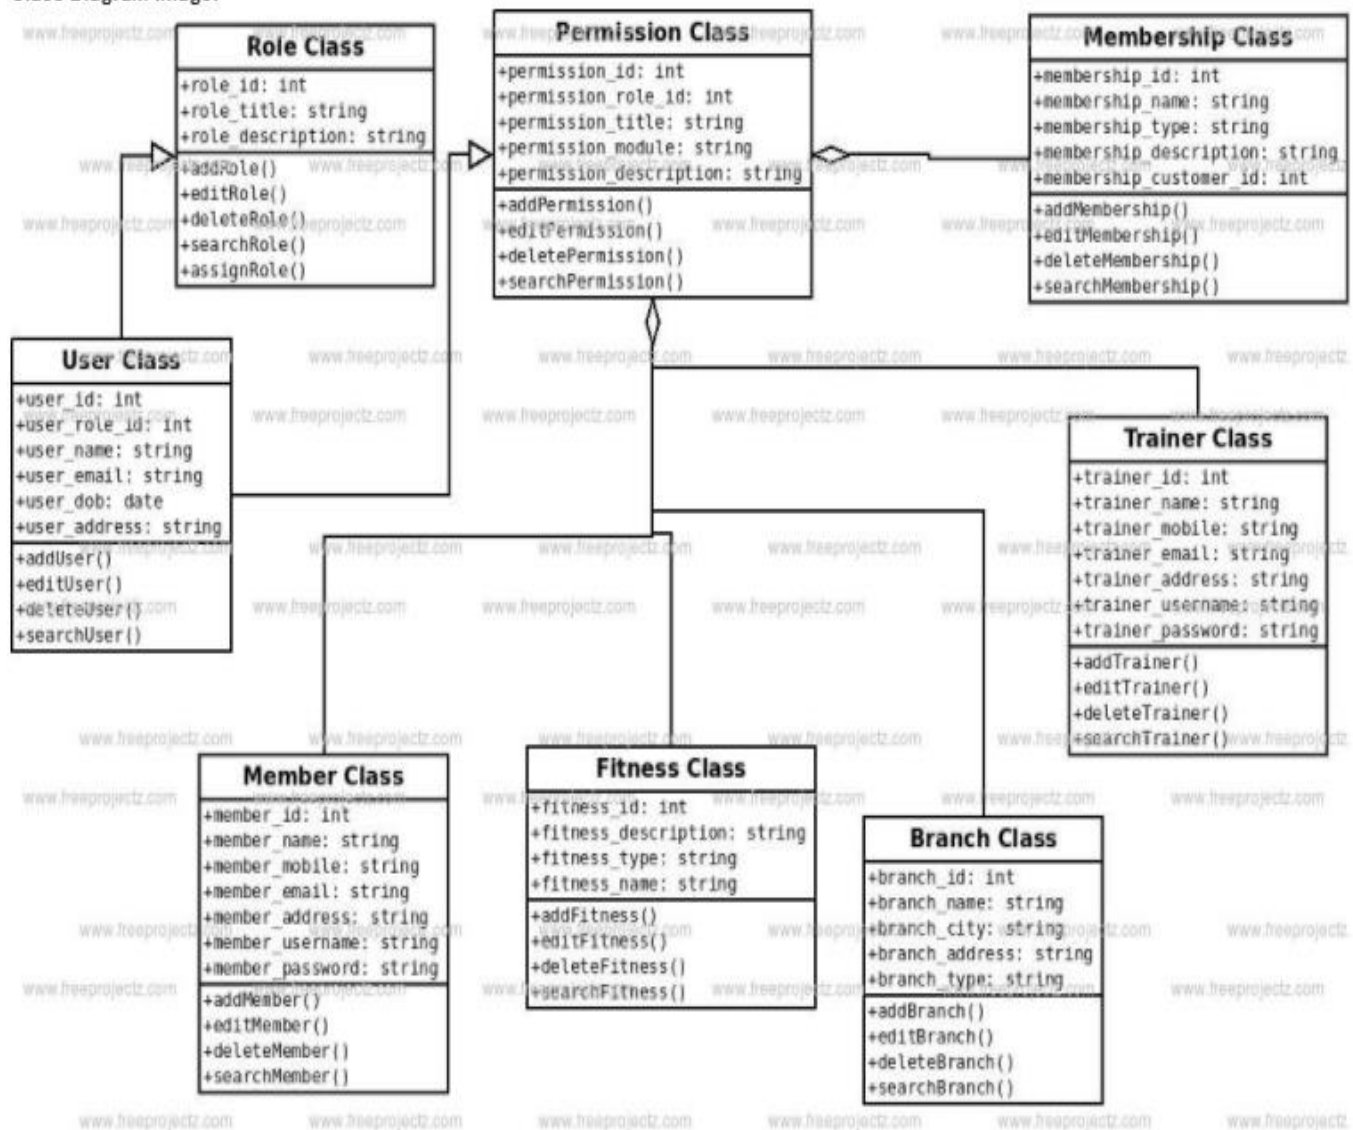 Role Class
+role_id: int
+role_title: string
+role_description: string
+addRole()
+editRole()
+deleteRole()
+searchRole()
+assignRole()
Permission Class
+permission_id: int
+permission_role_id: int
+permission_title: string
+permission_module: string
+permission_description: string
+addPermission()
+editPermission()
+deletePermission()
+searchPermission()
Membership Class
+membership_id: int
+membership_name: string
+membership_type: string
+membership_description: string
+membership_customer_id: int
+addMembership()
+editMembership()
+deleteMembership()
+searchMembership()
User Class
+user_id: int
+user_role_id: int
+user_name: string
+user_email: string
+user_dob: date
+user_address: string
+addUser()
+editUser()
+deleteUser()
+searchUser()
Trainer Class
+trainer_id: int
+trainer_name: string
+trainer_mobile: string
+trainer_email: string
+trainer_address: string
+trainer_username: string
+trainer_password: string
+addTrainer()
+editTrainer()
+deleteTrainer()
+searchTrainer()
Member Class
+member_id: int
+member_name: string
+member_mobile: string
+member_email: string
+member_address: string
+member_username: string
+member_password: string
+addMember()
+editMember()
+deleteMember()
+searchMember()
Fitness Class
+fitness_id: int
+fitness_description: string
+fitness_type: string
+fitness_name: string
+addFitness()
+editFitness()
+deleteFitness()
+searchFitness()
Branch Class
+branch_id: int
+branch_name: string
+branch_city: string
+branch_address: string
+branch_type: string
+addBranch()
+editBranch()
+deleteBranch()
+searchBranch()
www.freeprojectz.com